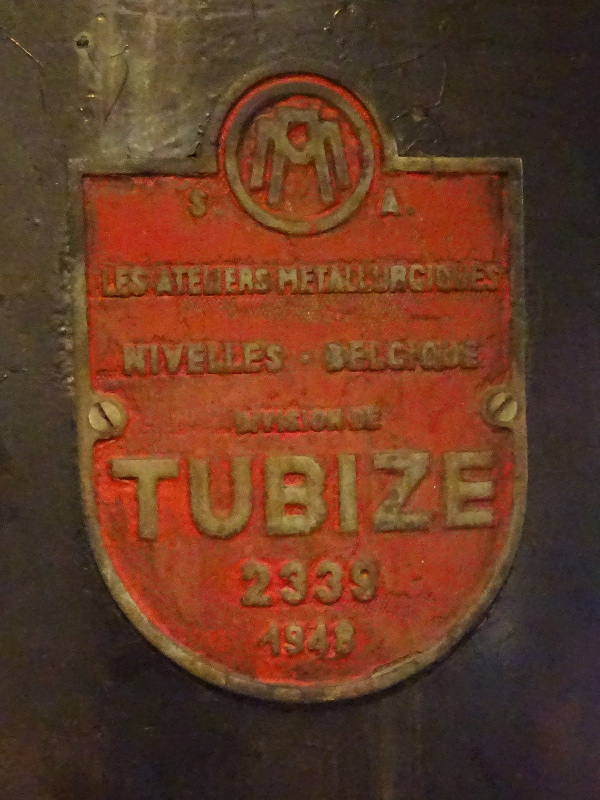 S. A.
LES ATELIERS METALLURGIQUES
NIVELLES - BELGIQUE
DIVISION DE
TUBIZE
2339
1948